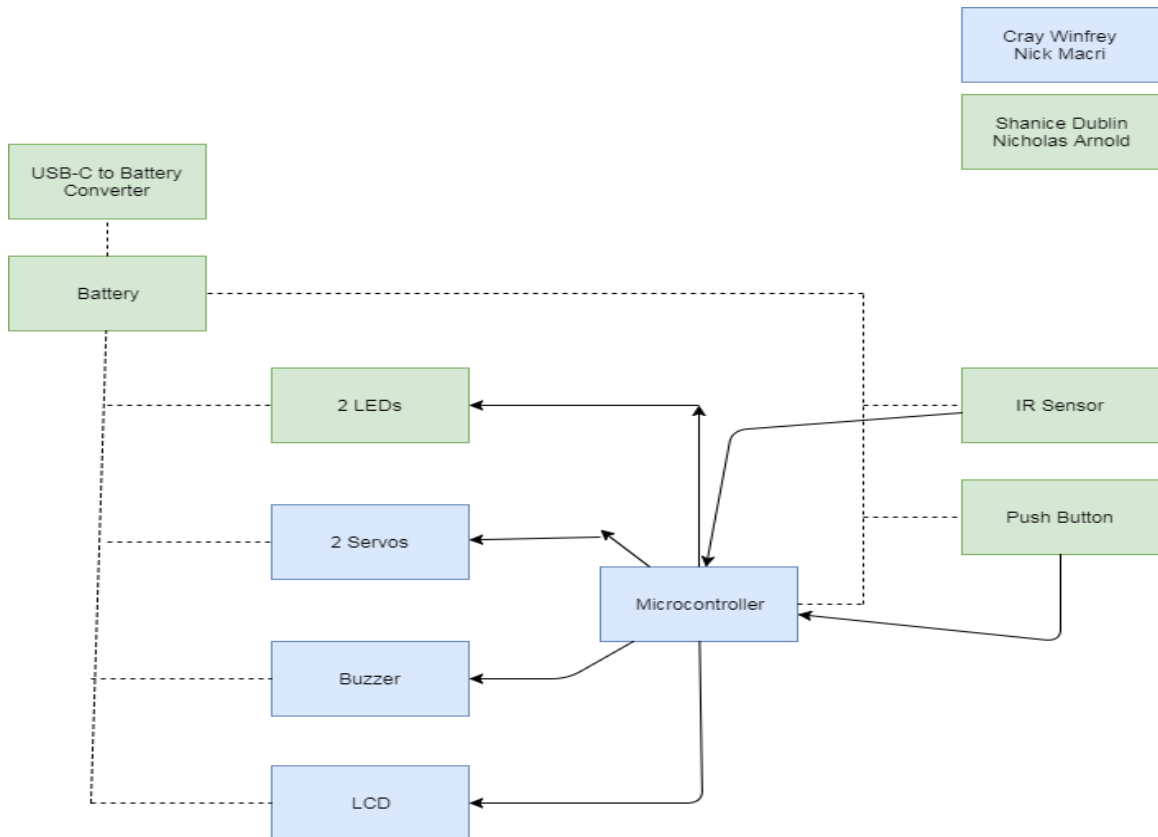 Cray Winfrey
Nick Macri
Shanice Dublin
Nicholas Arnold
USB-C to Battery
Converter
Battery
2 LEDs
IR Sensor
2 Servos
Push Button
Microcontroller
Buzzer
LCD